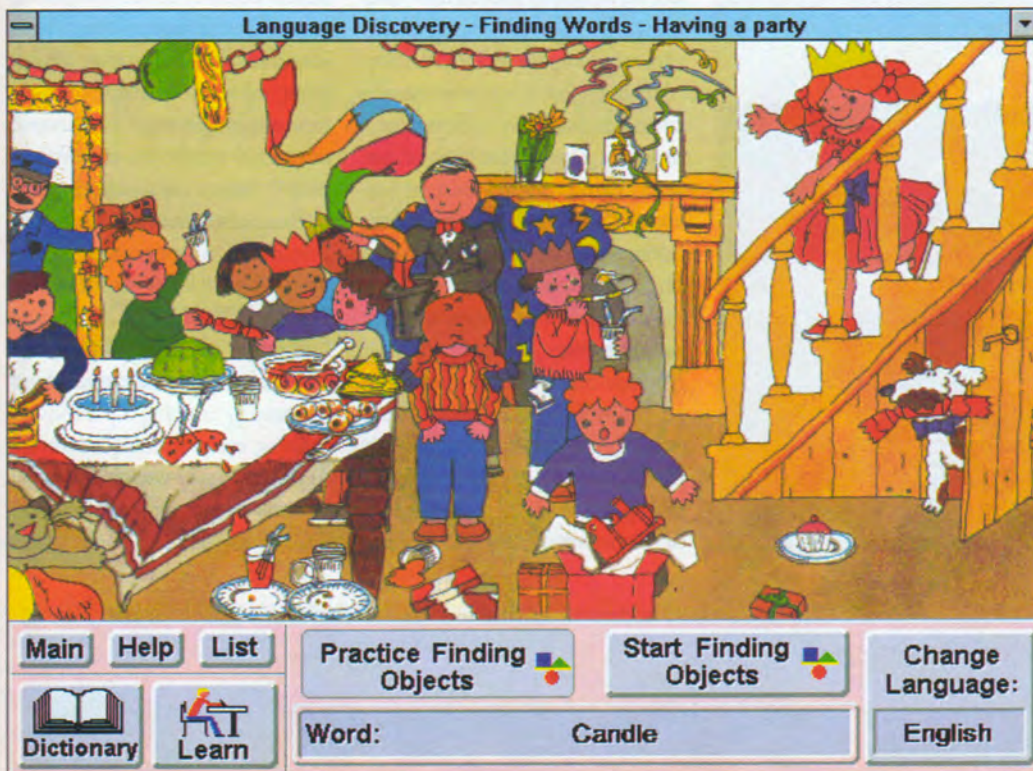 Language Discovery - Finding Words - Having a party
Main
Help
List
Practice Finding
Objects
Start Finding
Objects
Change
Language:
Dictionary
Learn
Word: Candle
English